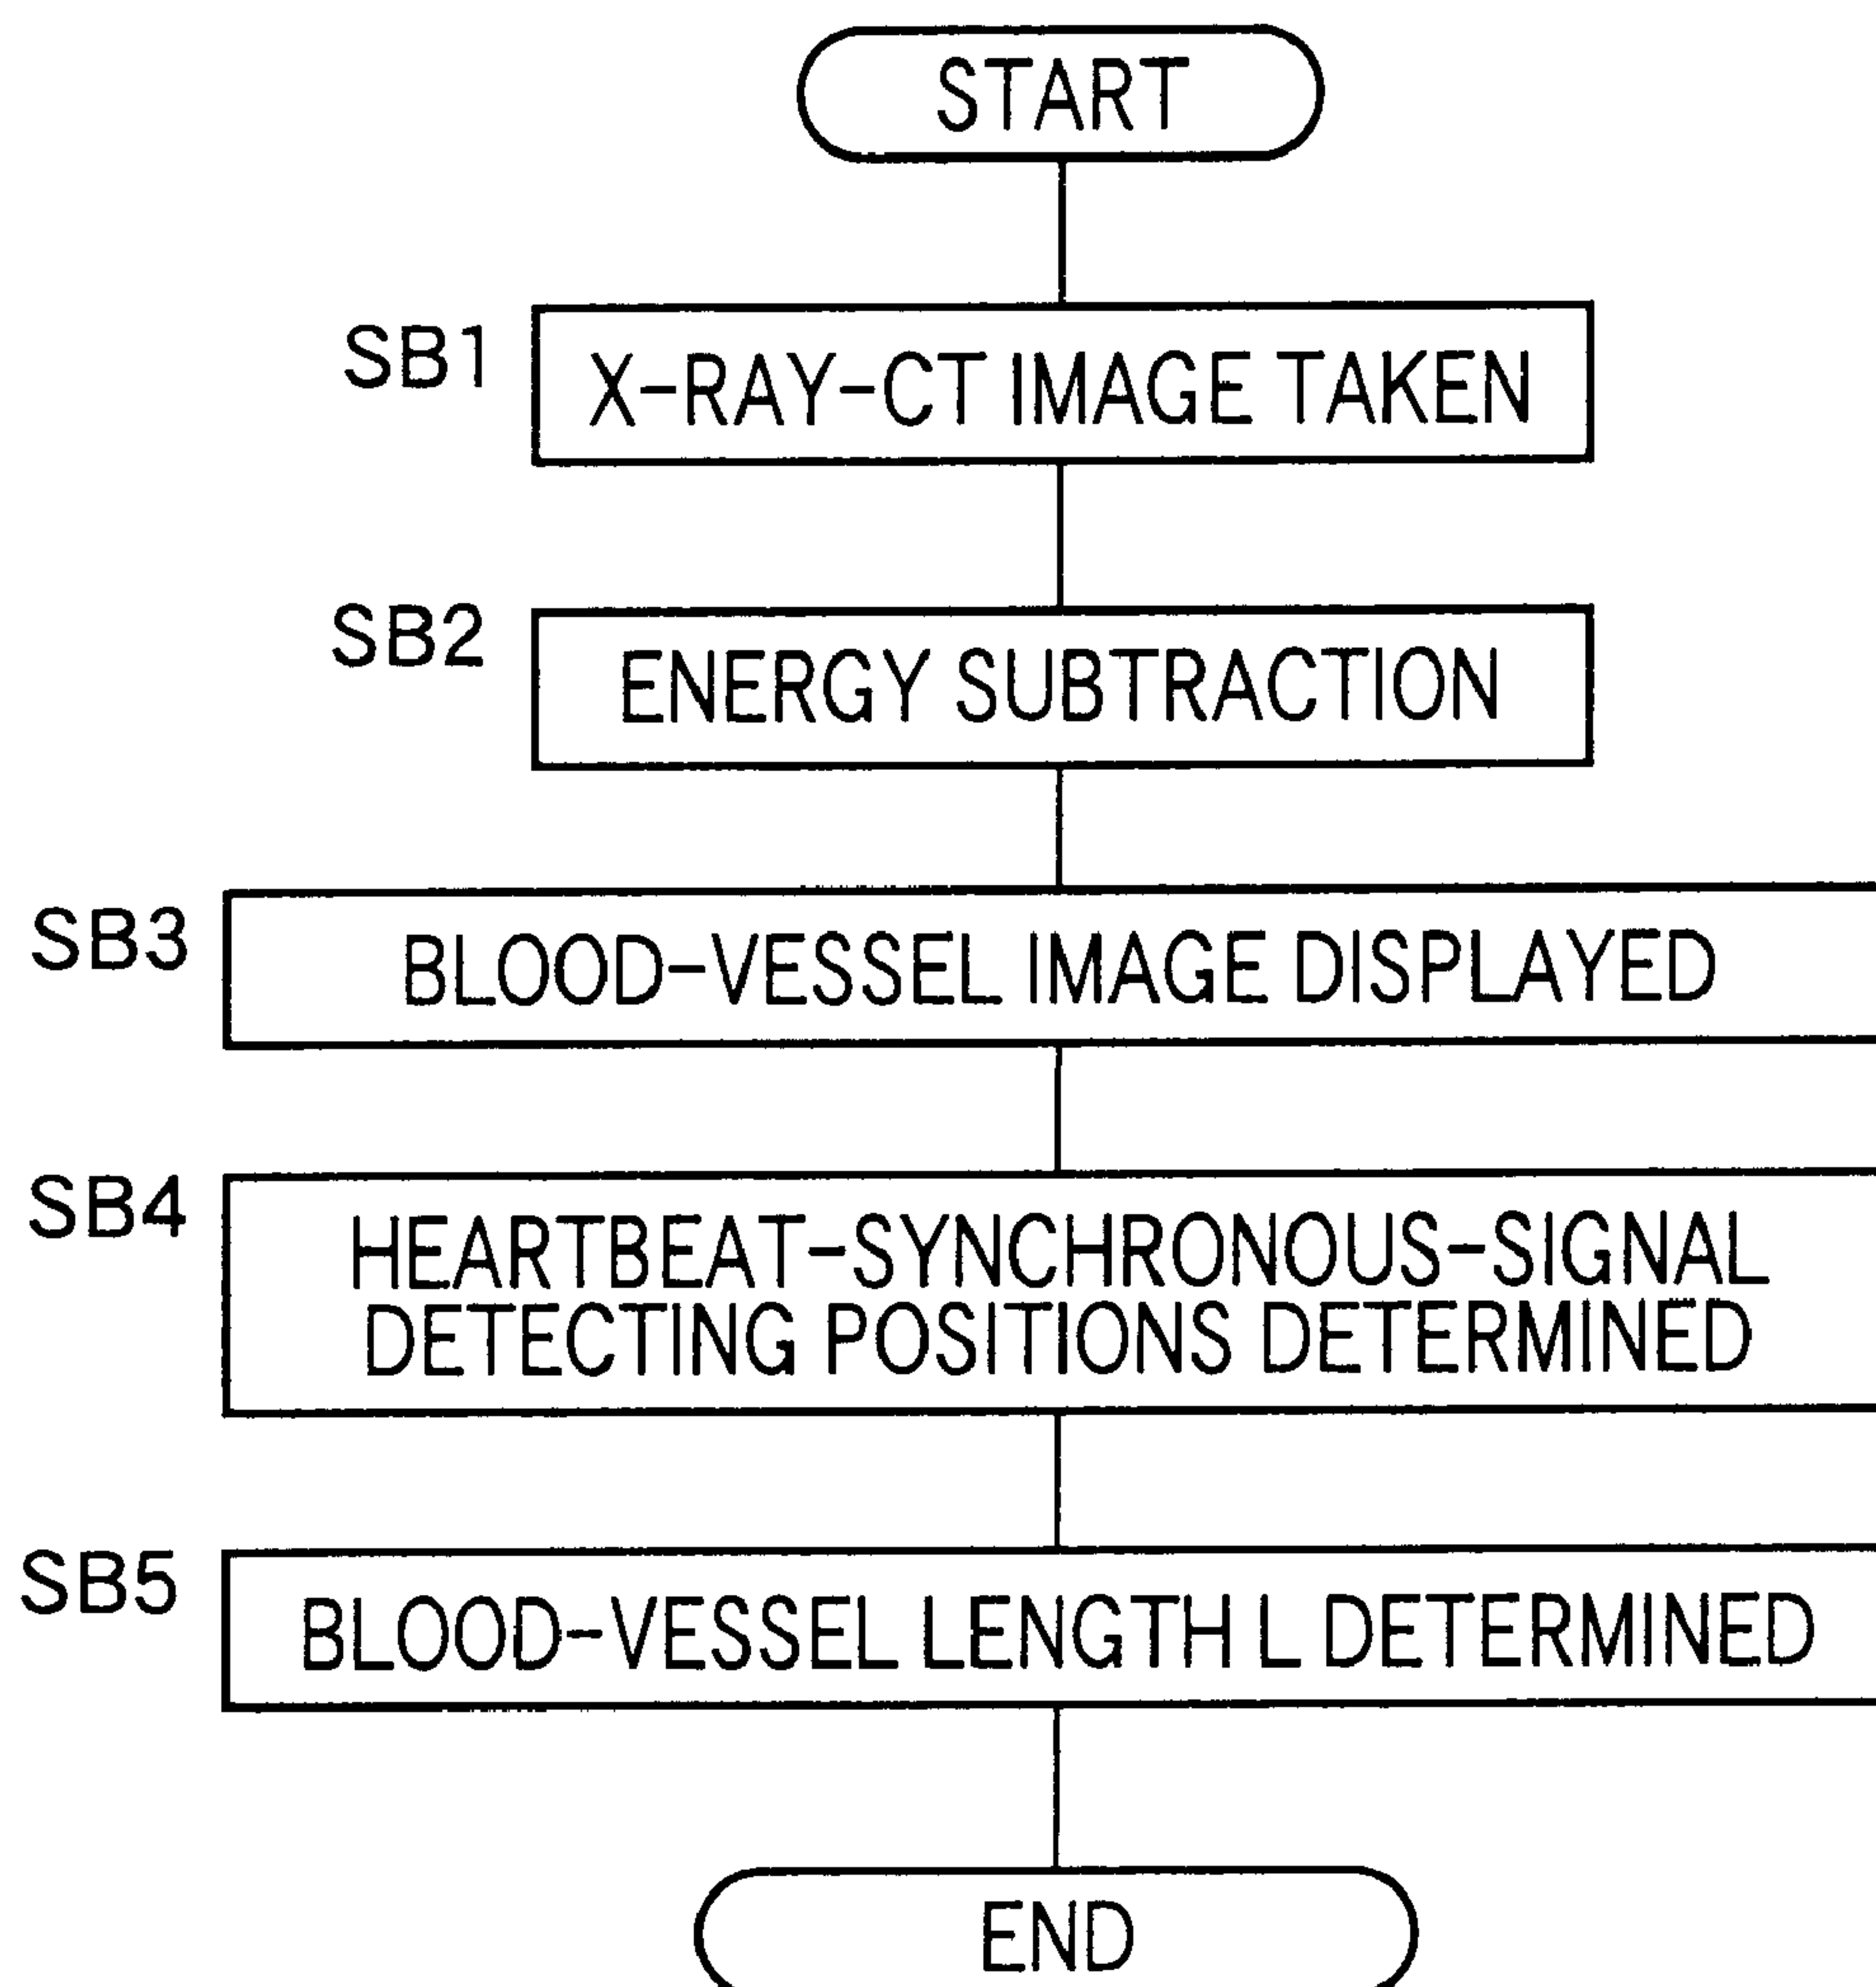 START
SB1
X-RAY-CT IMAGE TAKEN
SB2
ENERGY SUBTRACTION
SB3
BLOOD-VESSEL IMAGE DISPLAYED
SB4
HEARTBEAT-SYNCHRONOUS-SIGNAL
DETECTING POSITIONS DETERMINED
SB5
BLOOD-VESSEL LENGTH L DETERMINED
END